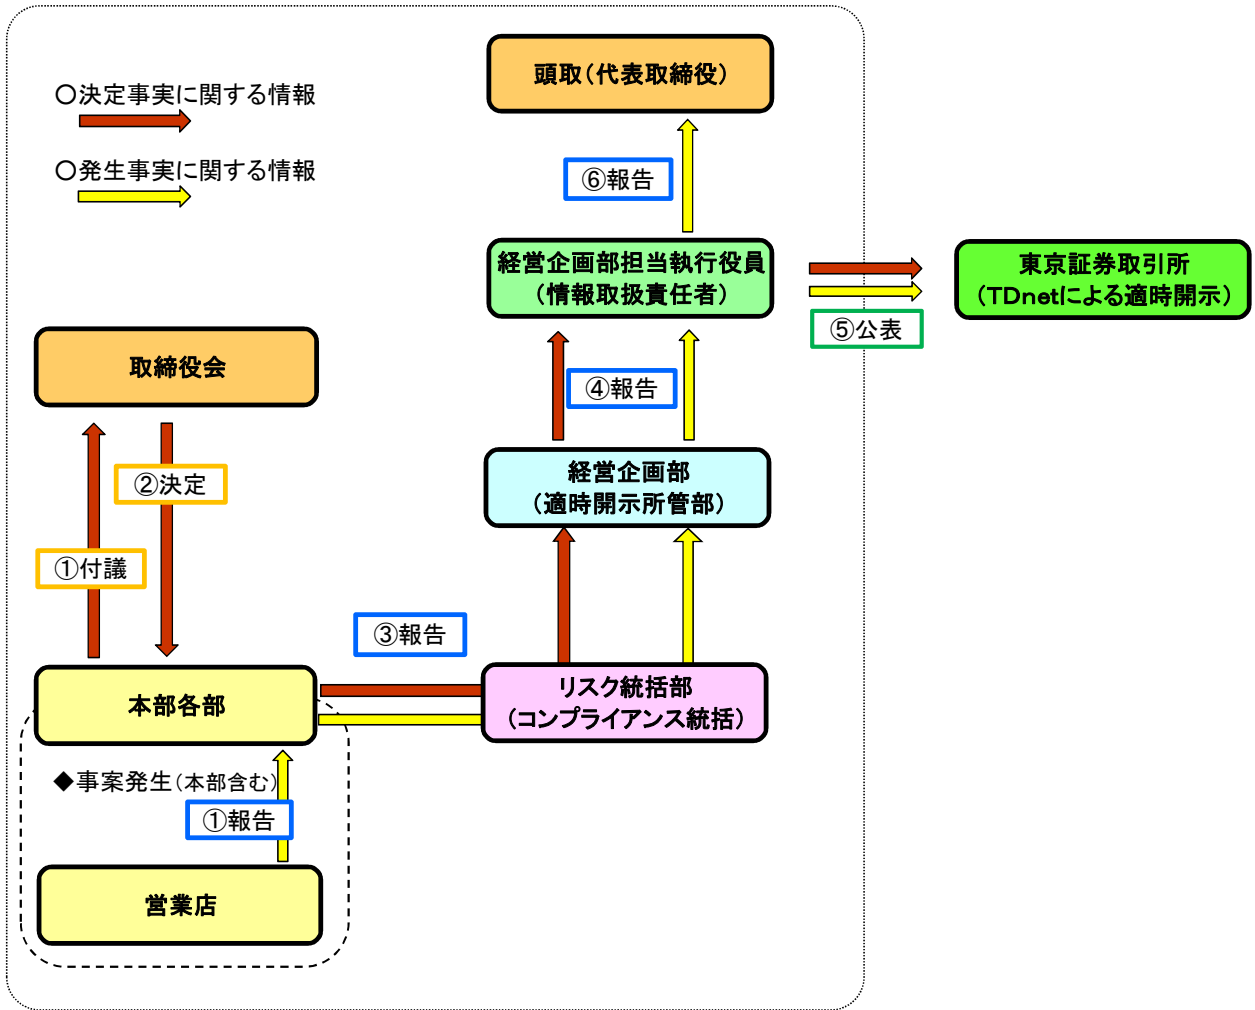 頭取（代表取締役）
○決定事実に関する情報
○発生事実に関する情報
⑥報告
経営企画部担当執行役員
（情報取扱責任者）
東京証券取引所
（TDnetによる適時開示）
⑤公表
取締役会
④報告
経営企画部
（適時開示所管部）
②決定
①付議
③報告
リスク統括部
（コンプライアンス統括）
本部各部
◆事案発生（本部含む）
①報告
営業店